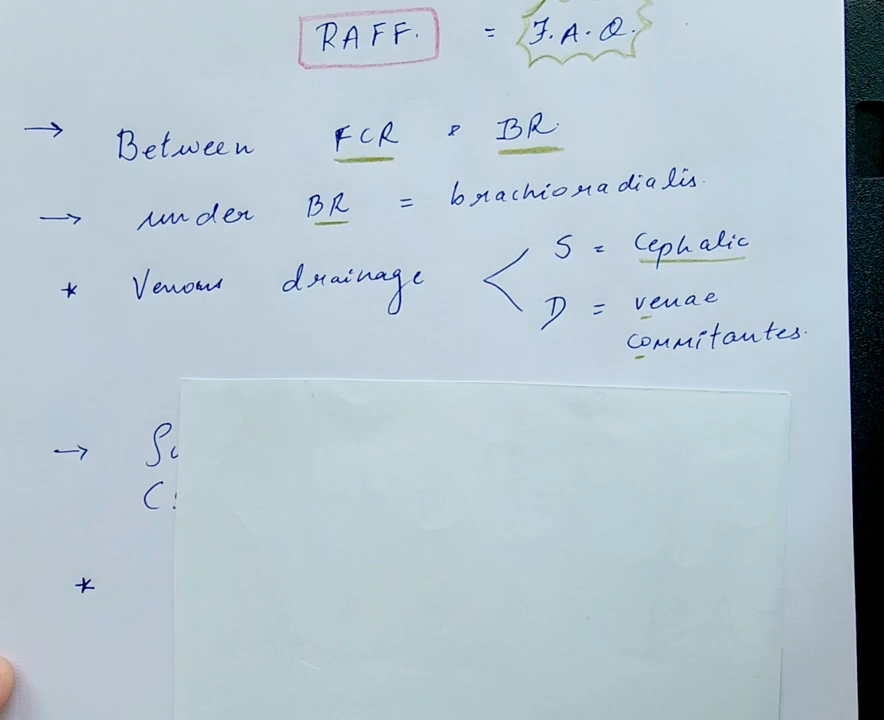 RAFF. = F.A.Q.
→ Between FCR & BR.
→ under BR = brachioradialis.
* Venous drainage < S = Cephalic
D = venae
commitantes.
→
*